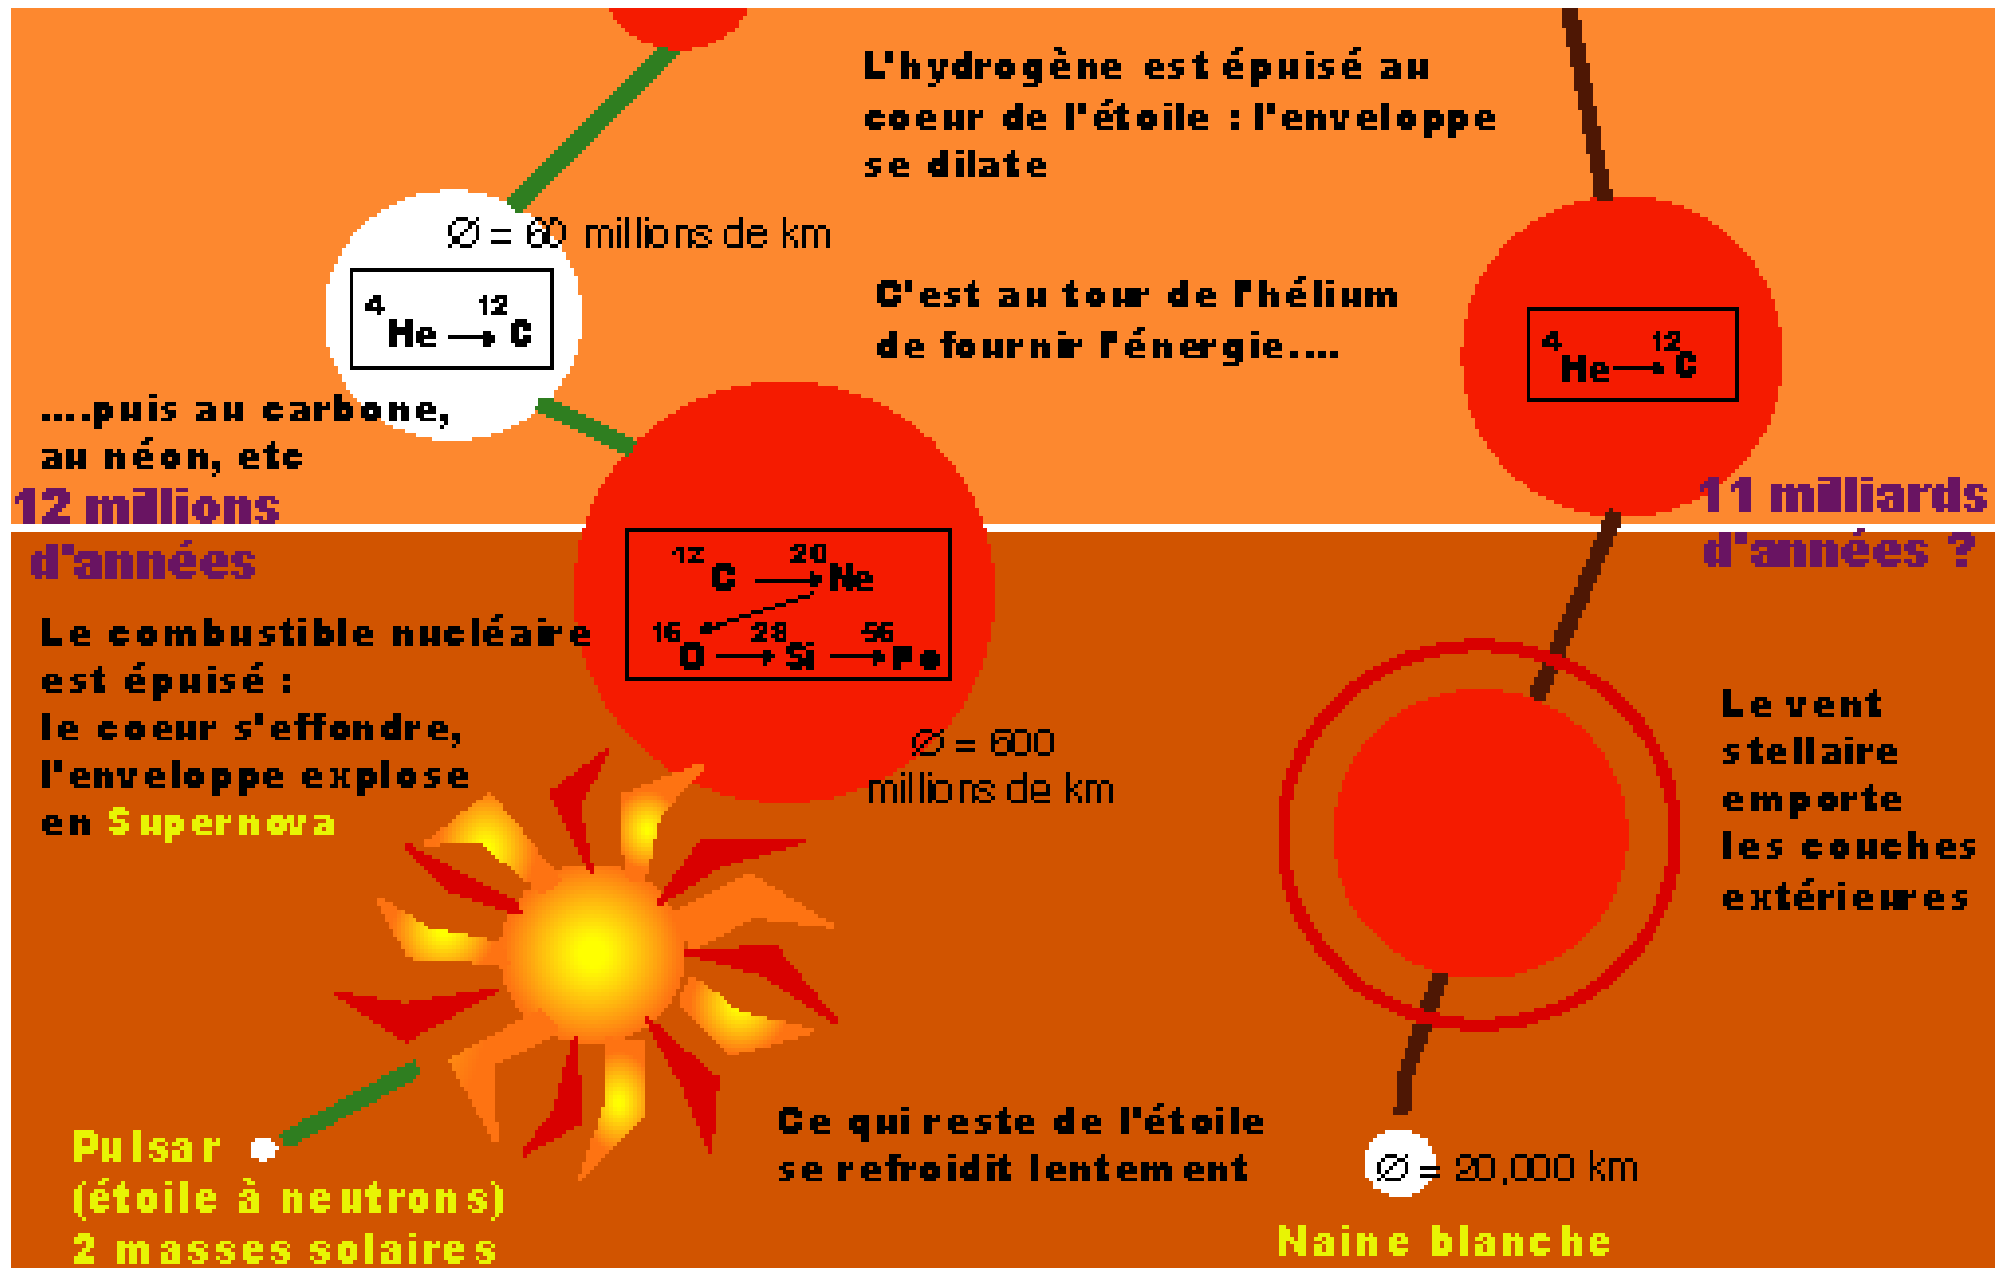 L'hydrogène est épuisé au
coeur de l'étoile : l'enveloppe
se dilate
Ø = 60 millions de km
4 12
He → C
C'est au tour de l'hélium
de fournir l'énergie....
4 12
He → C
....puis au carbone,
au néon, etc
12 millions
d'années
11 milliards
d'années ?
12 20
C → Ne
16 28 56
O → Si → Fe
Le combustible nucléaire
est épuisé :
le coeur s'effondre,
l'enveloppe explose
en Supernova
Ø = 600
millions de km
Le vent
stellaire
emporte
les couches
extérieures
Pulsar
(étoile à neutrons)
2 masses solaires
Ce qui reste de l'étoile
se refroidit lentement
Ø = 20,000 km
Naine blanche